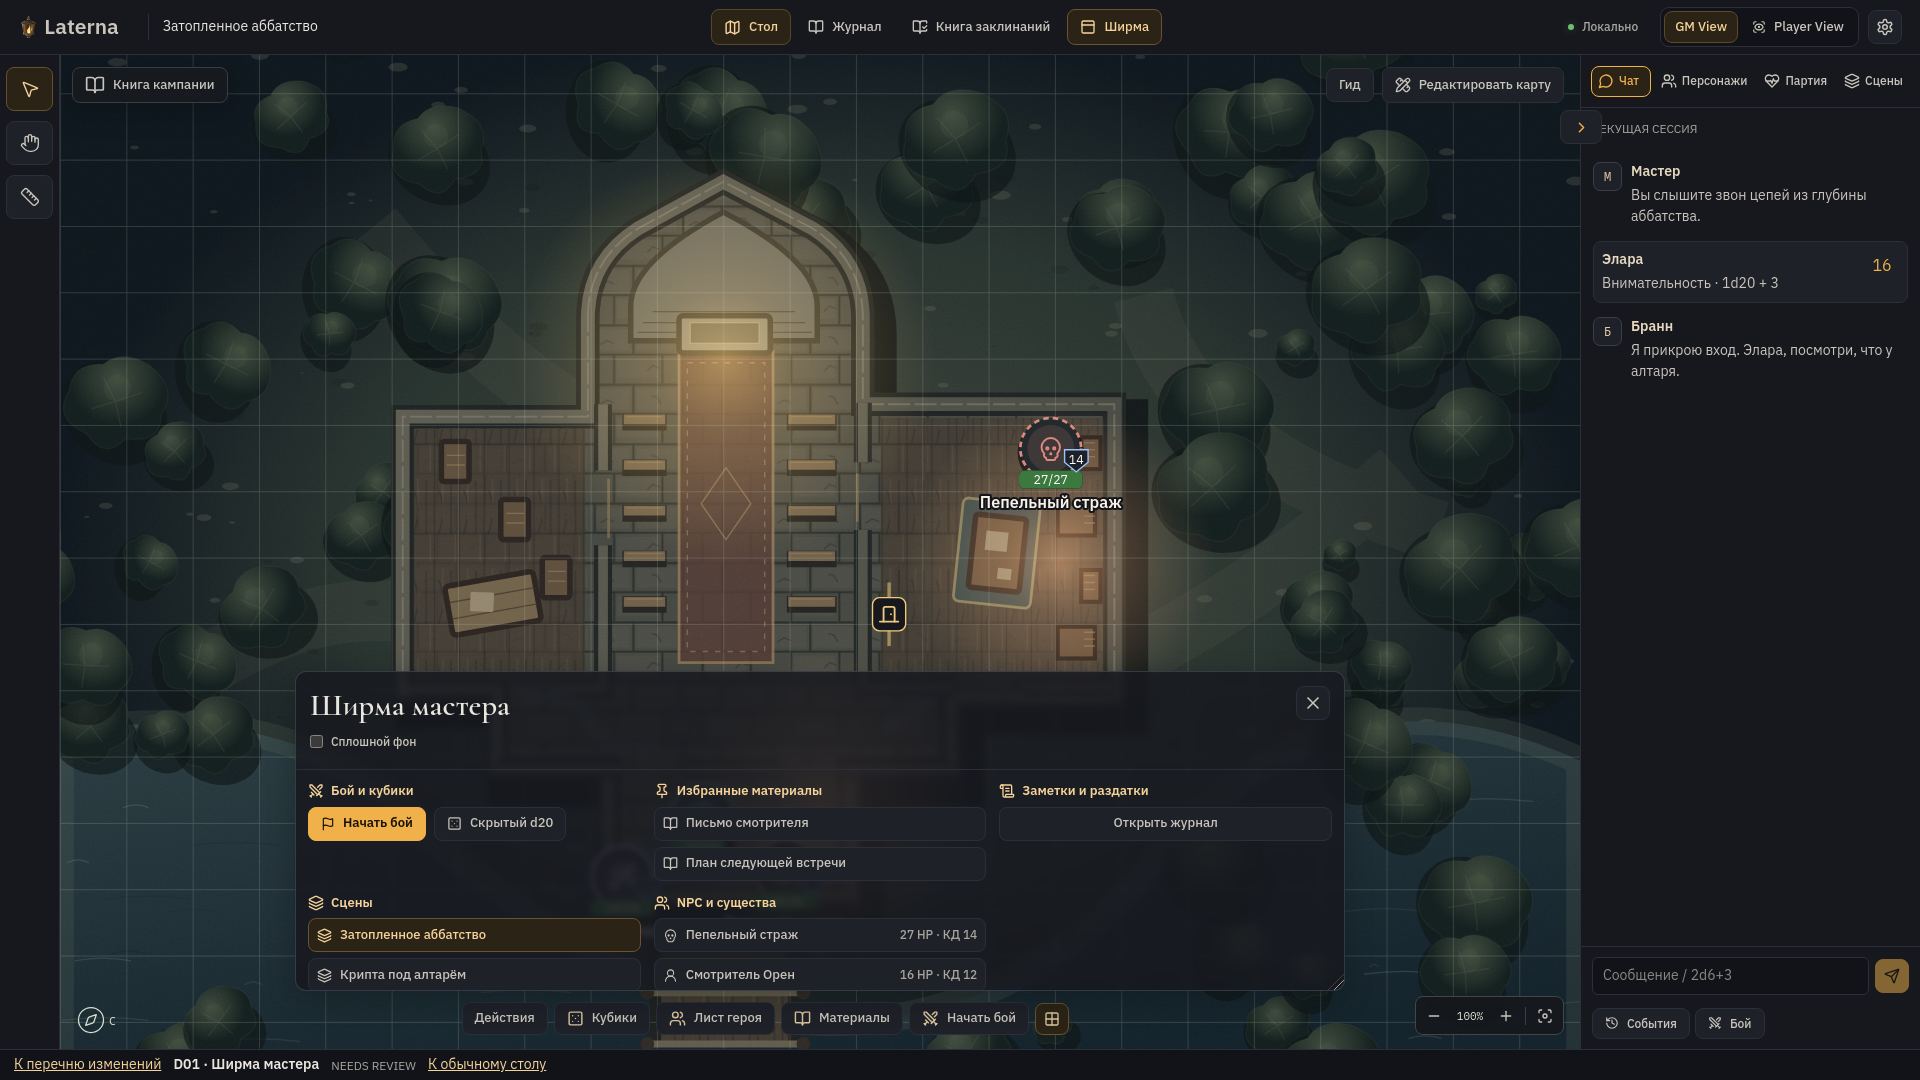 Laterna
Затопленное аббатство
Стол
Журнал
Книга заклинаний
Ширма
Локально
GM View
Player View
Книга кампании
Гид
Редактировать карту
Чат
Персонажи
Партия
Сцены
ЕКУЩАЯ СЕССИЯ
М
Мастер
Вы слышите звон цепей из глубины
аббатства.
Элара
16
Внимательность · 1d20 + 3
Б
Бранн
Я прикрою вход. Элара, посмотри, что у
алтаря.
14
27/27
Пепельный страж
Ширма мастера
Сплошной фон
Бой и кубики
Начать бой
Скрытый d20
Избранные материалы
Письмо смотрителя
План следующей встречи
Заметки и раздатки
Открыть журнал
Сцены
Затопленное аббатство
Крипта под алтарём
NPC и существа
Пепельный страж
27 HP · КД 14
Смотритель Орен
16 HP · КД 12
С
Действия
Кубики
Лист героя
Материалы
Начать бой
100%
Сообщение / 2d6+3
События
Бой
К перечню изменений
D01 · Ширма мастера
NEEDS REVIEW
К обычному столу